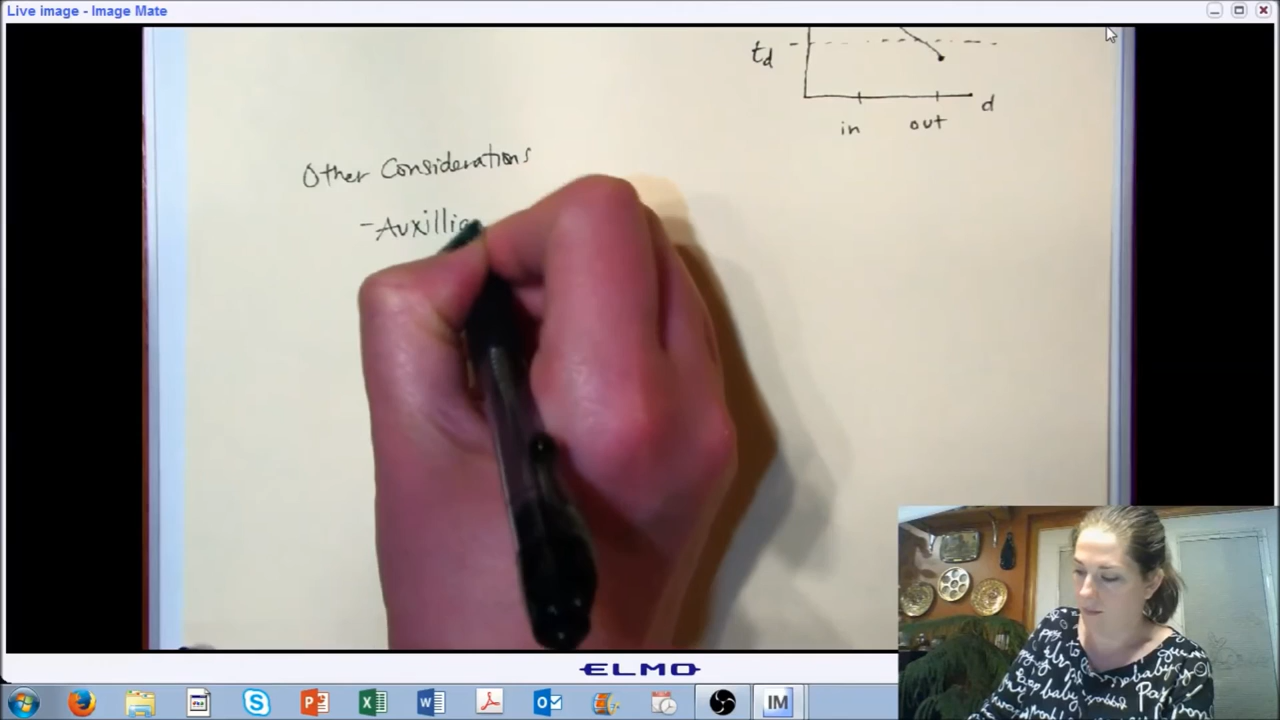 Live image - Image Mate
td
d
in out
Other Considerations
- Auxillia
ELMO
IM